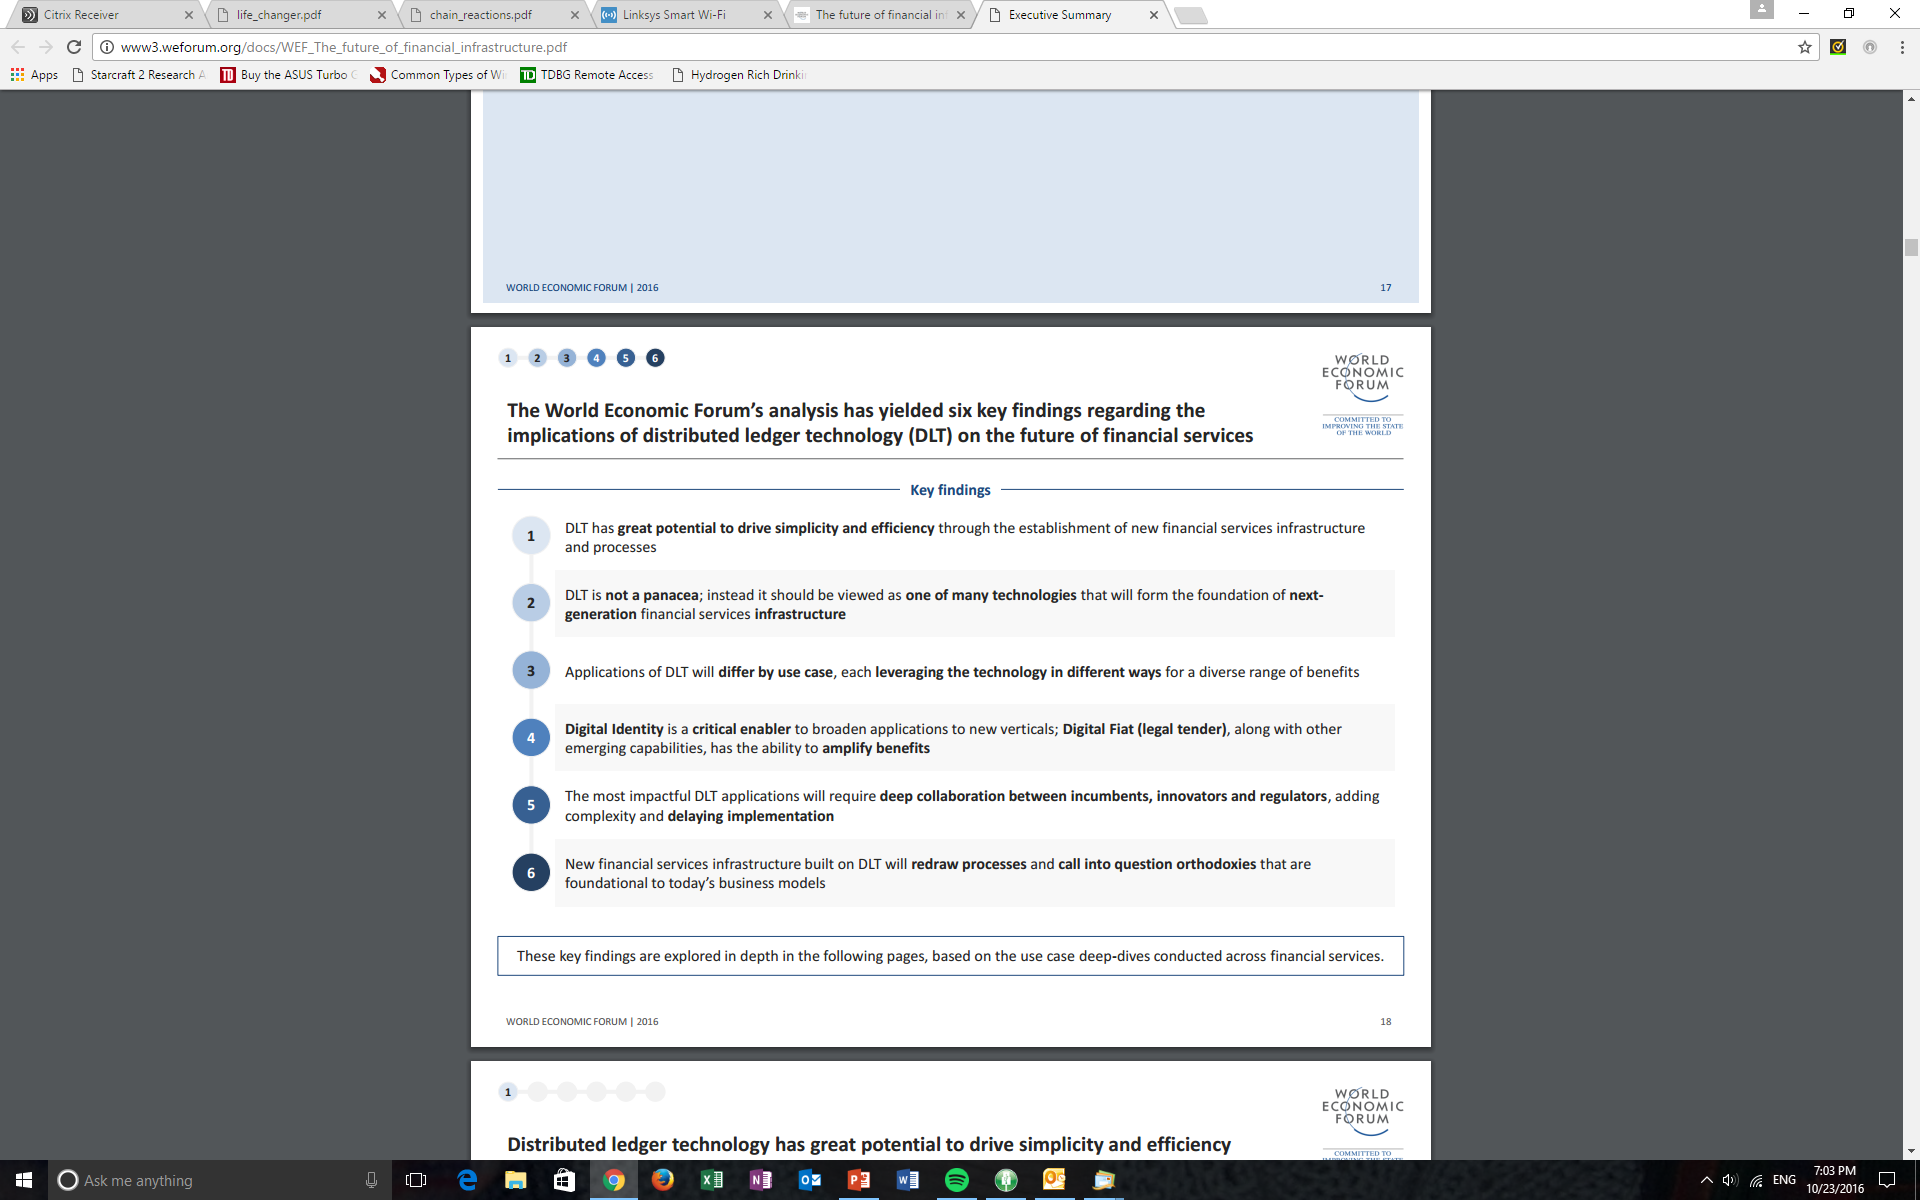 Citrix Receiver
life_changer.pdf
chain_reactions.pdf
Linksys Smart Wi-Fi
The future of financial in
Executive Summary
www3.weforum.org/docs/WEF_The_future_of_financial_infrastructure.pdf
Apps
Starcraft 2 Research A
Buy the ASUS Turbo
Common Types of Wi
TDBG Remote Access
Hydrogen Rich Drinki
WORLD ECONOMIC FORUM | 2016
17
1 2 3 4 5 6
WORLD
ECONOMIC
FORUM
COMMITTED TO
IMPROVING THE STATE
OF THE WORLD
The World Economic Forum’s analysis has yielded six key findings regarding the
implications of distributed ledger technology (DLT) on the future of financial services
Key findings
1
DLT has great potential to drive simplicity and efficiency through the establishment of new financial services infrastructure
and processes
2
DLT is not a panacea; instead it should be viewed as one of many technologies that will form the foundation of next-
generation financial services infrastructure
3
Applications of DLT will differ by use case, each leveraging the technology in different ways for a diverse range of benefits
4
Digital Identity is a critical enabler to broaden applications to new verticals; Digital Fiat (legal tender), along with other
emerging capabilities, has the ability to amplify benefits
5
The most impactful DLT applications will require deep collaboration between incumbents, innovators and regulators, adding
complexity and delaying implementation
6
New financial services infrastructure built on DLT will redraw processes and call into question orthodoxies that are
foundational to today’s business models
These key findings are explored in depth in the following pages, based on the use case deep-dives conducted across financial services.
WORLD ECONOMIC FORUM | 2016
18
1
WORLD
ECONOMIC
FORUM
COMMITTED TO
IMPROVING THE STATE
Distributed ledger technology has great potential to drive simplicity and efficiency
Ask me anything
ENG
7:03 PM
10/23/2016